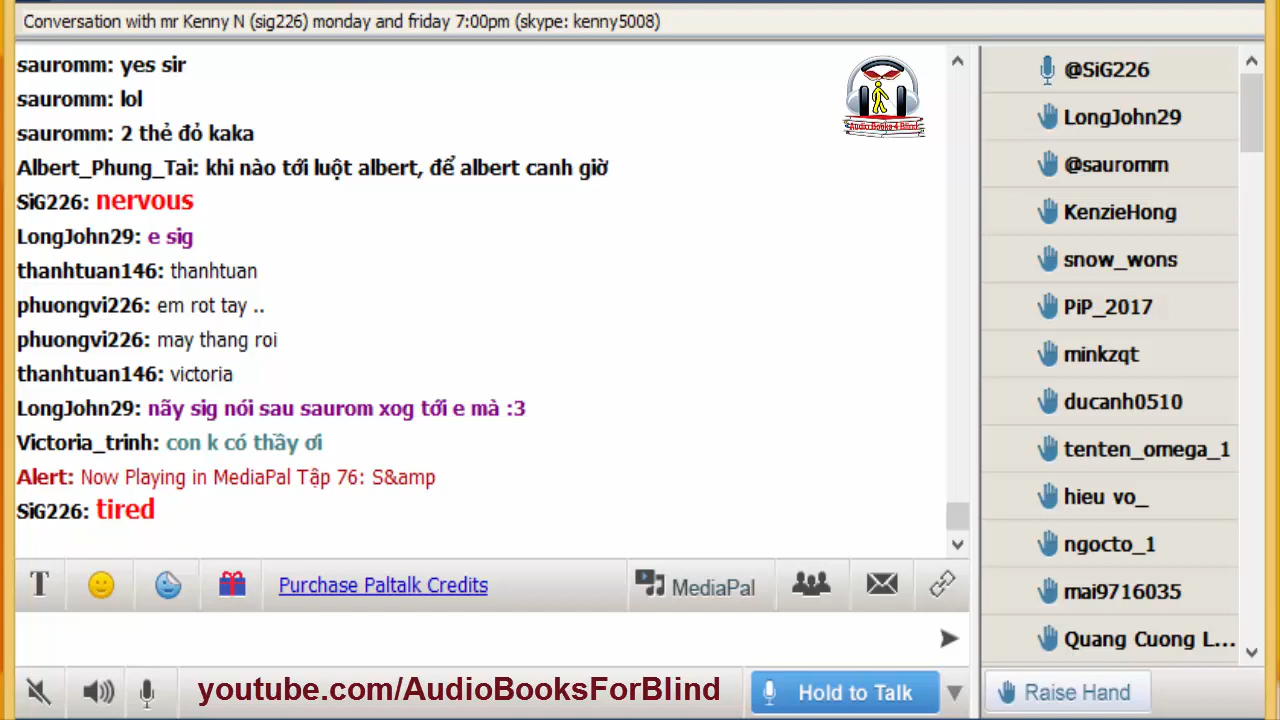 Conversation with mr Kenny N (sig226) monday and friday 7:00pm (skype: kenny5008)
sauromm: yes sir
sauromm: lol
sauromm: 2 thẻ đỏ kaka
Albert_Phung_Tai: khi nào tới luột albert, để albert canh giờ
SiG226: nervous
LongJohn29: e sig
thanhtuan146: thanhtuan
phuongvi226: em rot tay ..
phuongvi226: may thang roi
thanhtuan146: victoria
LongJohn29: nãy sig nói sau saurom xog tới e mà :3
Victoria_trinh: con k có thầy ơi
Alert: Now Playing in MediaPal Tập 76: S&amp
SiG226: tired
Audio Books 4 Blind
T
Purchase Paltalk Credits
MediaPal
youtube.com/AudioBooksForBlind
Hold to Talk
@SiG226
LongJohn29
@sauromm
KenzieHong
snow_wons
PiP_2017
minkzqt
ducanh0510
tenten_omega_1
hieu vo_
ngocto_1
mai9716035
Quang Cuong L...
Raise Hand